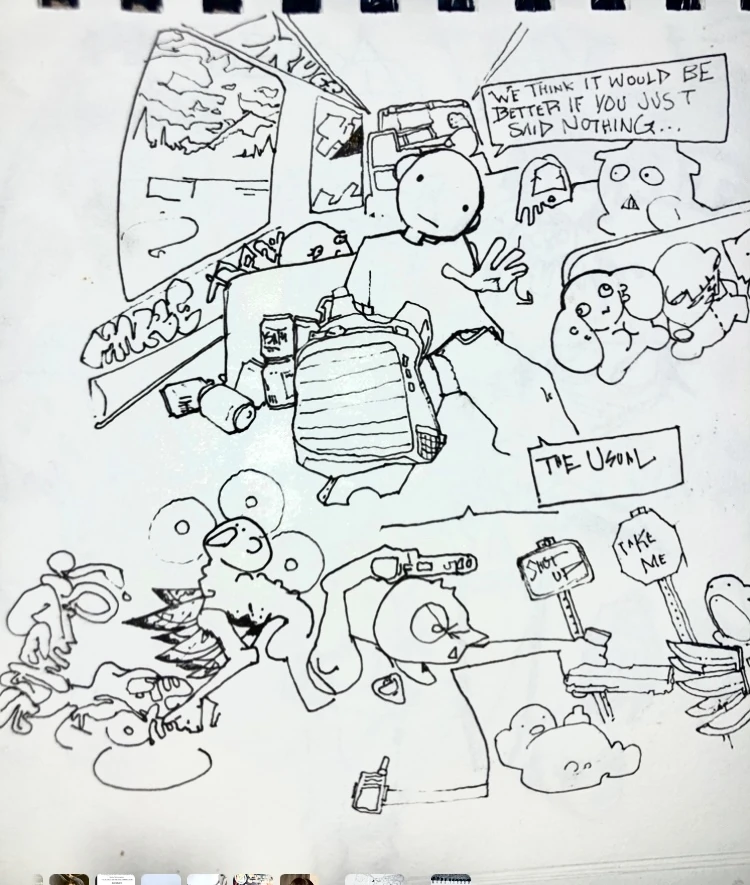 WE THINK IT WOULD BE
BETTER IF YOU JUST
SAID NOTHING...
THE USUAL
SHUT
UP
TAKE
ME